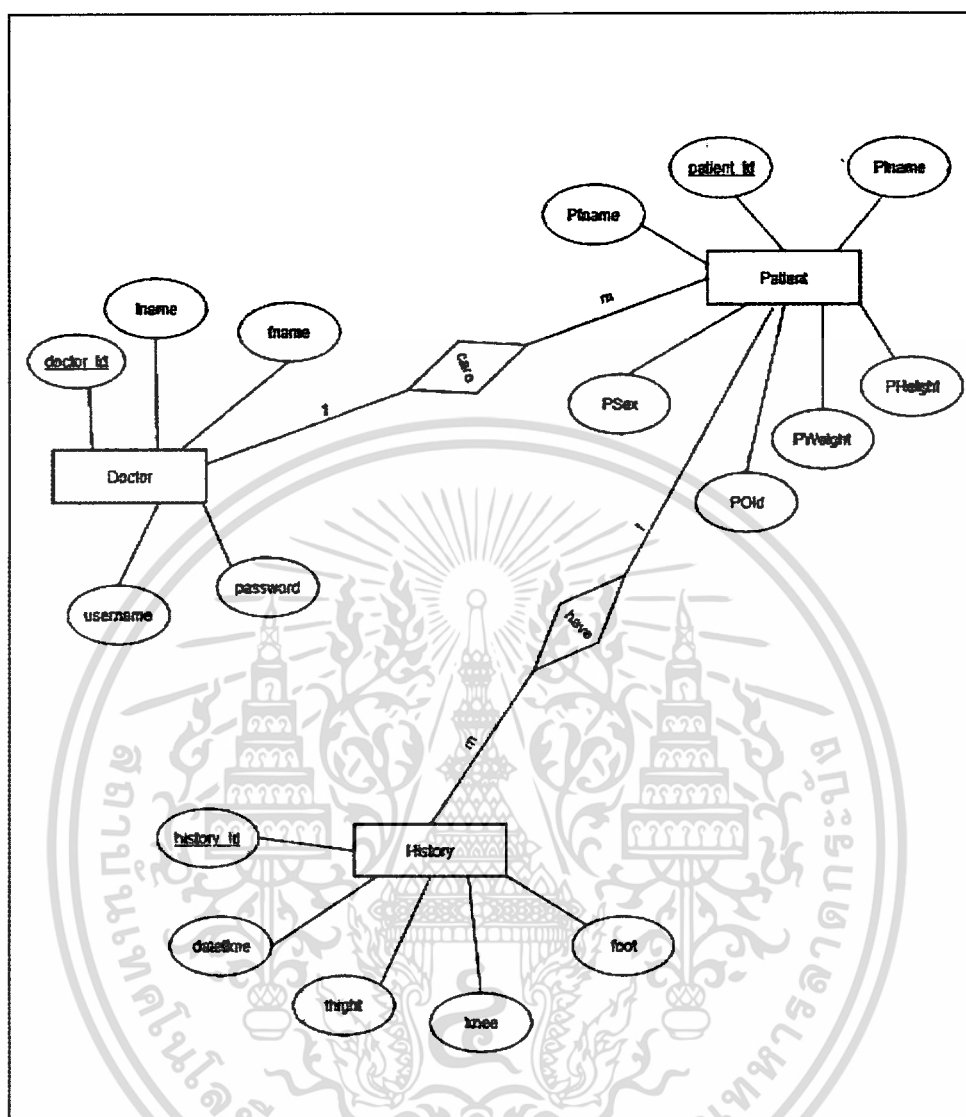 patient_id
Plname
Pfname
Patient
lname
fname
doctor_id
m
care
PHeight
PSex
1
PWeight
Doctor
POld
1
password
username
have
m
history_id
History
foot
datetime
thight
knee